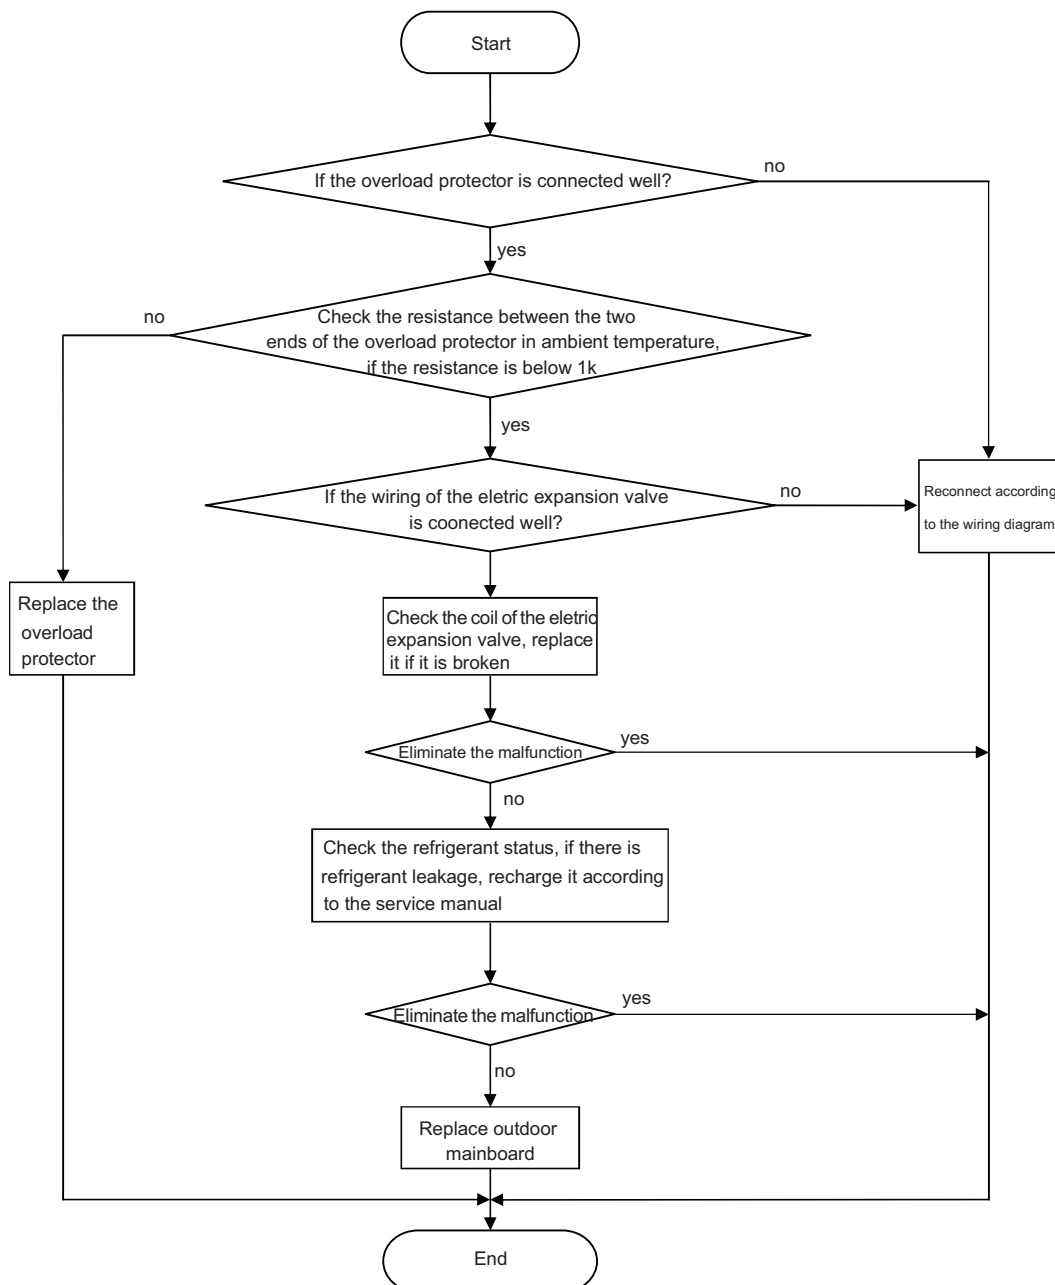 Start
If the overload protector is connected well?
no
yes
no
Check the resistance between the two
ends of the overload protector in ambient temperature,
if the resistance is below 1k
yes
If the wiring of the eletric expansion valve
is coonected well?
no
Reconnect according
to the wiring diagram
Replace the
overload
protector
Check the coil of the eletric
expansion valve, replace
it if it is broken
Eliminate the malfunction
yes
no
Check the refrigerant status, if there is
refrigerant leakage, recharge it according
to the service manual
Eliminate the malfunction
yes
no
Replace outdoor
mainboard
End